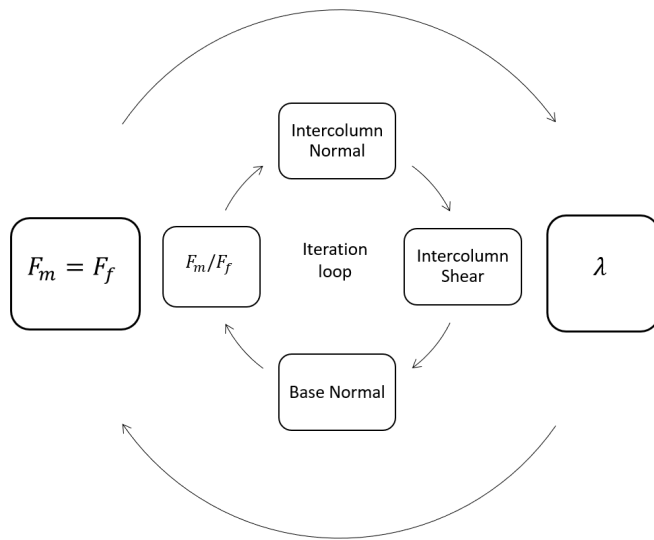 Intercolumn
Normal
F_m = F_f
F_m/F_f
Iteration
loop
Intercolumn
Shear
λ
Base Normal